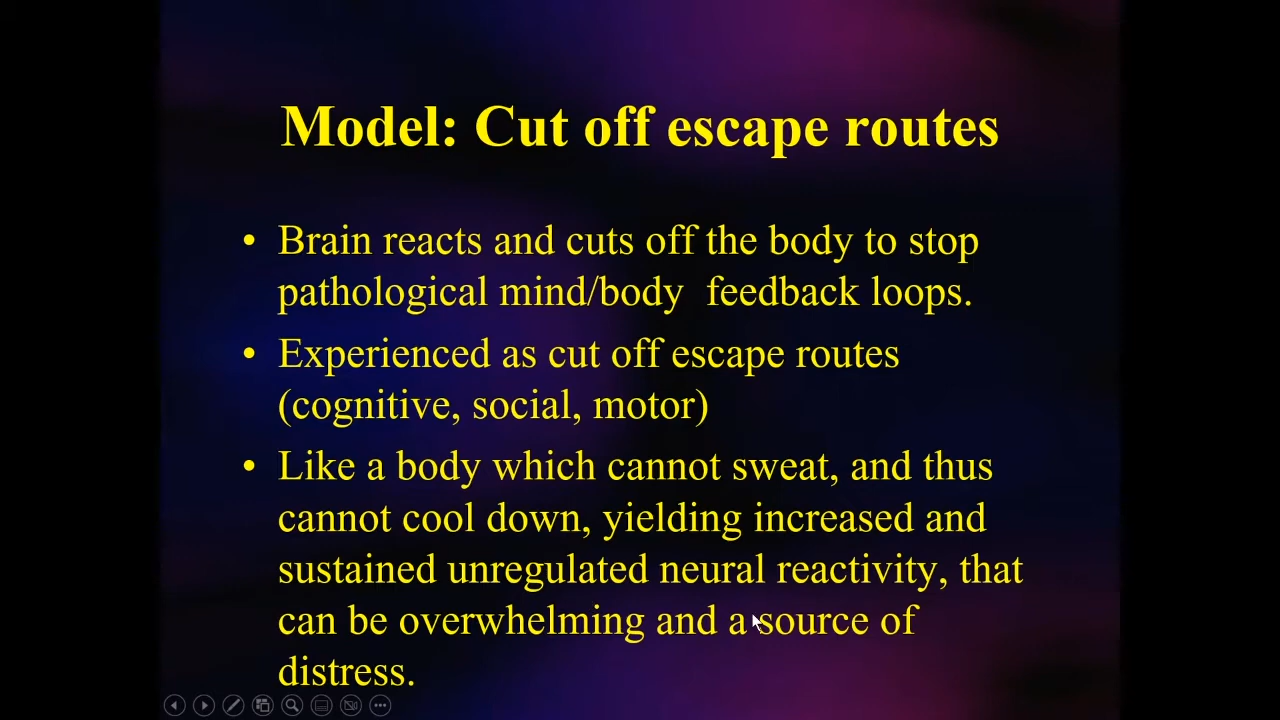 Model: Cut off escape routes
• Brain reacts and cuts off the body to stop
pathological mind/body  feedback loops.
• Experienced as cut off escape routes
(cognitive, social, motor)
• Like a body which cannot sweat, and thus
cannot cool down, yielding increased and
sustained unregulated neural reactivity, that
can be overwhelming and a source of
distress.